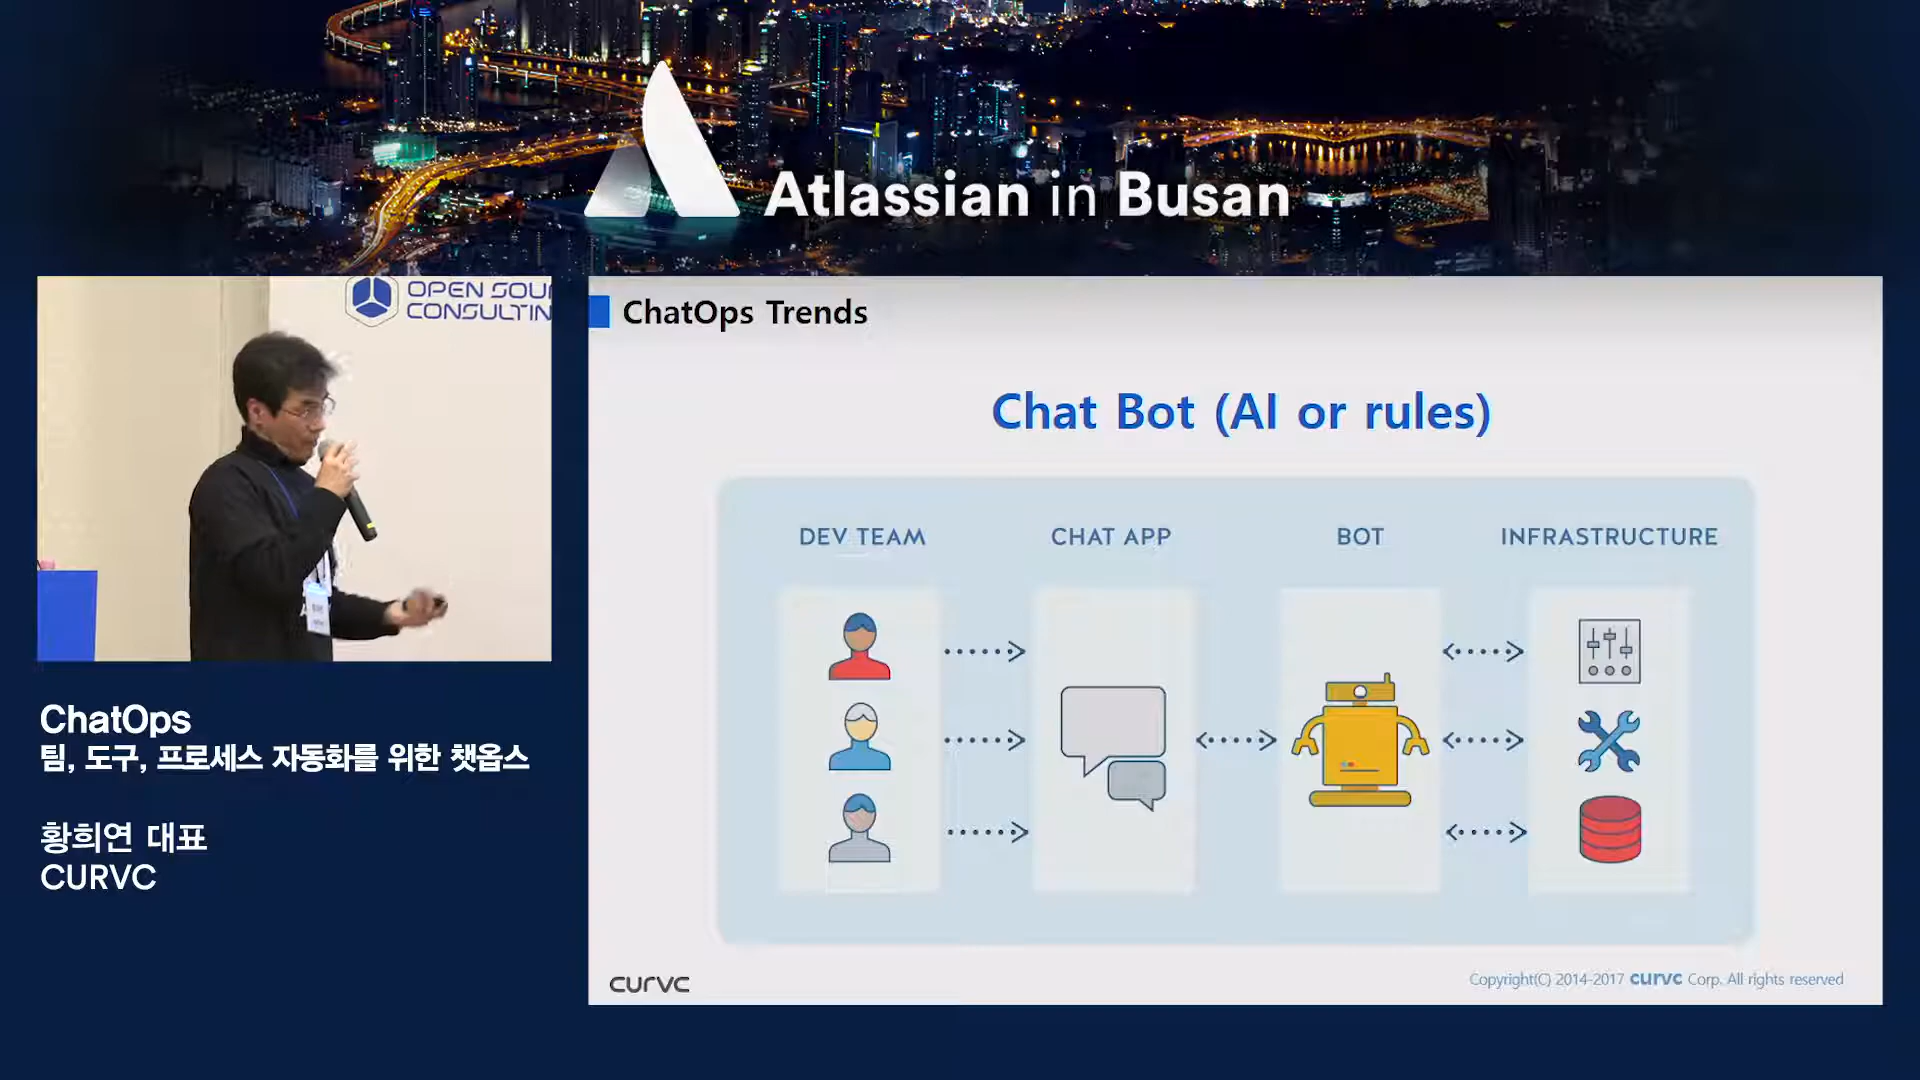 Atlassian in Busan
OPEN SOU
CONSULTIN
ChatOps
팀, 도구, 프로세스 자동화를 위한 챗옵스
황희연 대표
CURVC
ChatOps Trends
Chat Bot (AI or rules)
DEV TEAM
CHAT APP
BOT
INFRASTRUCTURE
curvc
Copyright(C) 2014-2017 curvc Corp. All rights reserved